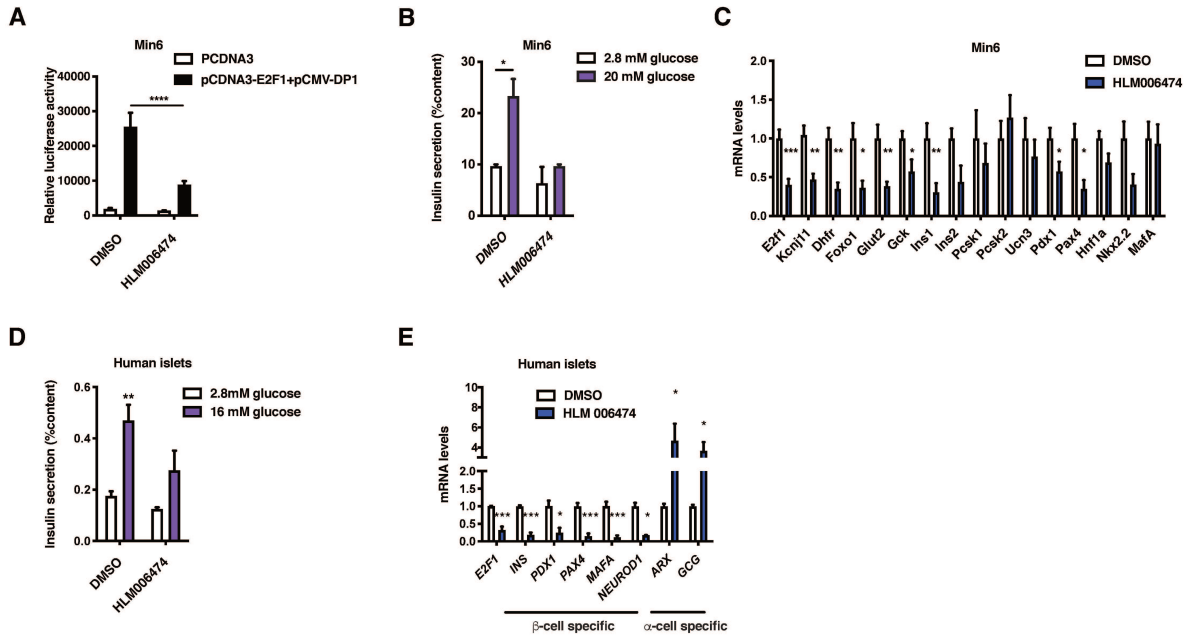 A
Min6
PCDNA3
pCDNA3-E2F1+pCMV-DP1
Relative luciferase activity
40000
30000
20000
10000
0
****
DMSO
HLM006474
B
Min6
2.8 mM glucose
20 mM glucose
Insulin secretion (%content)
30
20
10
0
*
DMSO
HLM006474
C
Min6
DMSO
HLM006474
mRNA levels
2.0
1.5
1.0
0.5
0.0
*** ** ** * ** * ** * *
E2f1
Kcnj11
Dhfr
Foxo1
Glut2
Gck
Ins1
Ins2
Pcsk1
Pcsk2
Ucn3
Pdx1
Pax4
Hnf1a
Nkx2.2
MafA
D
Human islets
2.8mM glucose
16 mM glucose
Insulin secretion (%content)
0.6
0.4
0.2
0.0
**
DMSO
HLM006474
E
Human islets
DMSO
HLM 006474
mRNA levels
10
8
6
4
2.0
1.5
1.0
0.5
0.0
*** *** * *** *** * * *
E2F1
INS
PDX1
PAX4
MAFA
NEUROD1
ARX
GCG
β-cell specific
α-cell specific